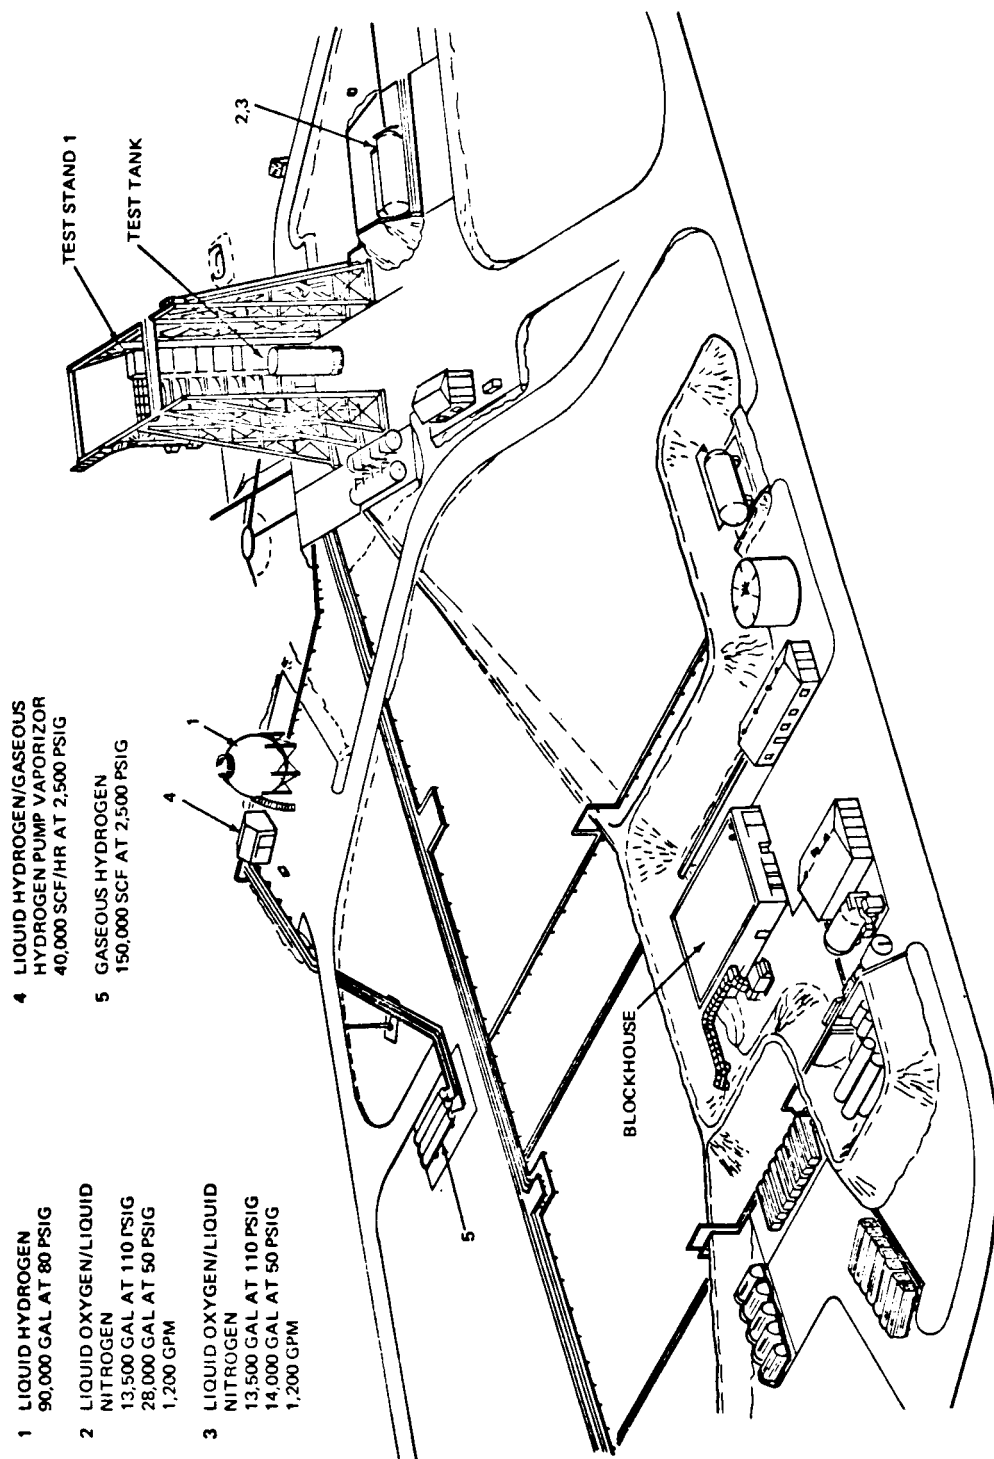 1 LIQUID HYDROGEN
90,000 GAL AT 80 PSIG
2 LIQUID OXYGEN/LIQUID
NITROGEN
13,500 GAL AT 110 PSIG
28,000 GAL AT 50 PSIG
1,200 GPM
3 LIQUID OXYGEN/LIQUID
NITROGEN
13,500 GAL AT 110 PSIG
14,000 GAL AT 50 PSIG
1,200 GPM
4 LIQUID HYDROGEN/GASEOUS
HYDROGEN PUMP VAPORIZOR
40,000 SCF/HR AT 2,500 PSIG
5 GASEOUS HYDROGEN
150,000 SCF AT 2,500 PSIG
TEST STAND 1
TEST TANK
2,3
1
4
5
BLOCKHOUSE